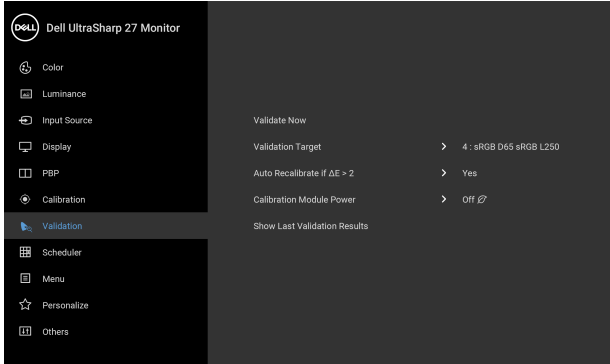 DELL Dell UltraSharp 27 Monitor
Color
Luminance
Input Source
Validate Now
Display
Validation Target 4 : sRGB D65 sRGB L250
PBP
Auto Recalibrate if ΔE > 2 Yes
Calibration
Calibration Module Power Off
Validation
Show Last Validation Results
Scheduler
Menu
Personalize
Others